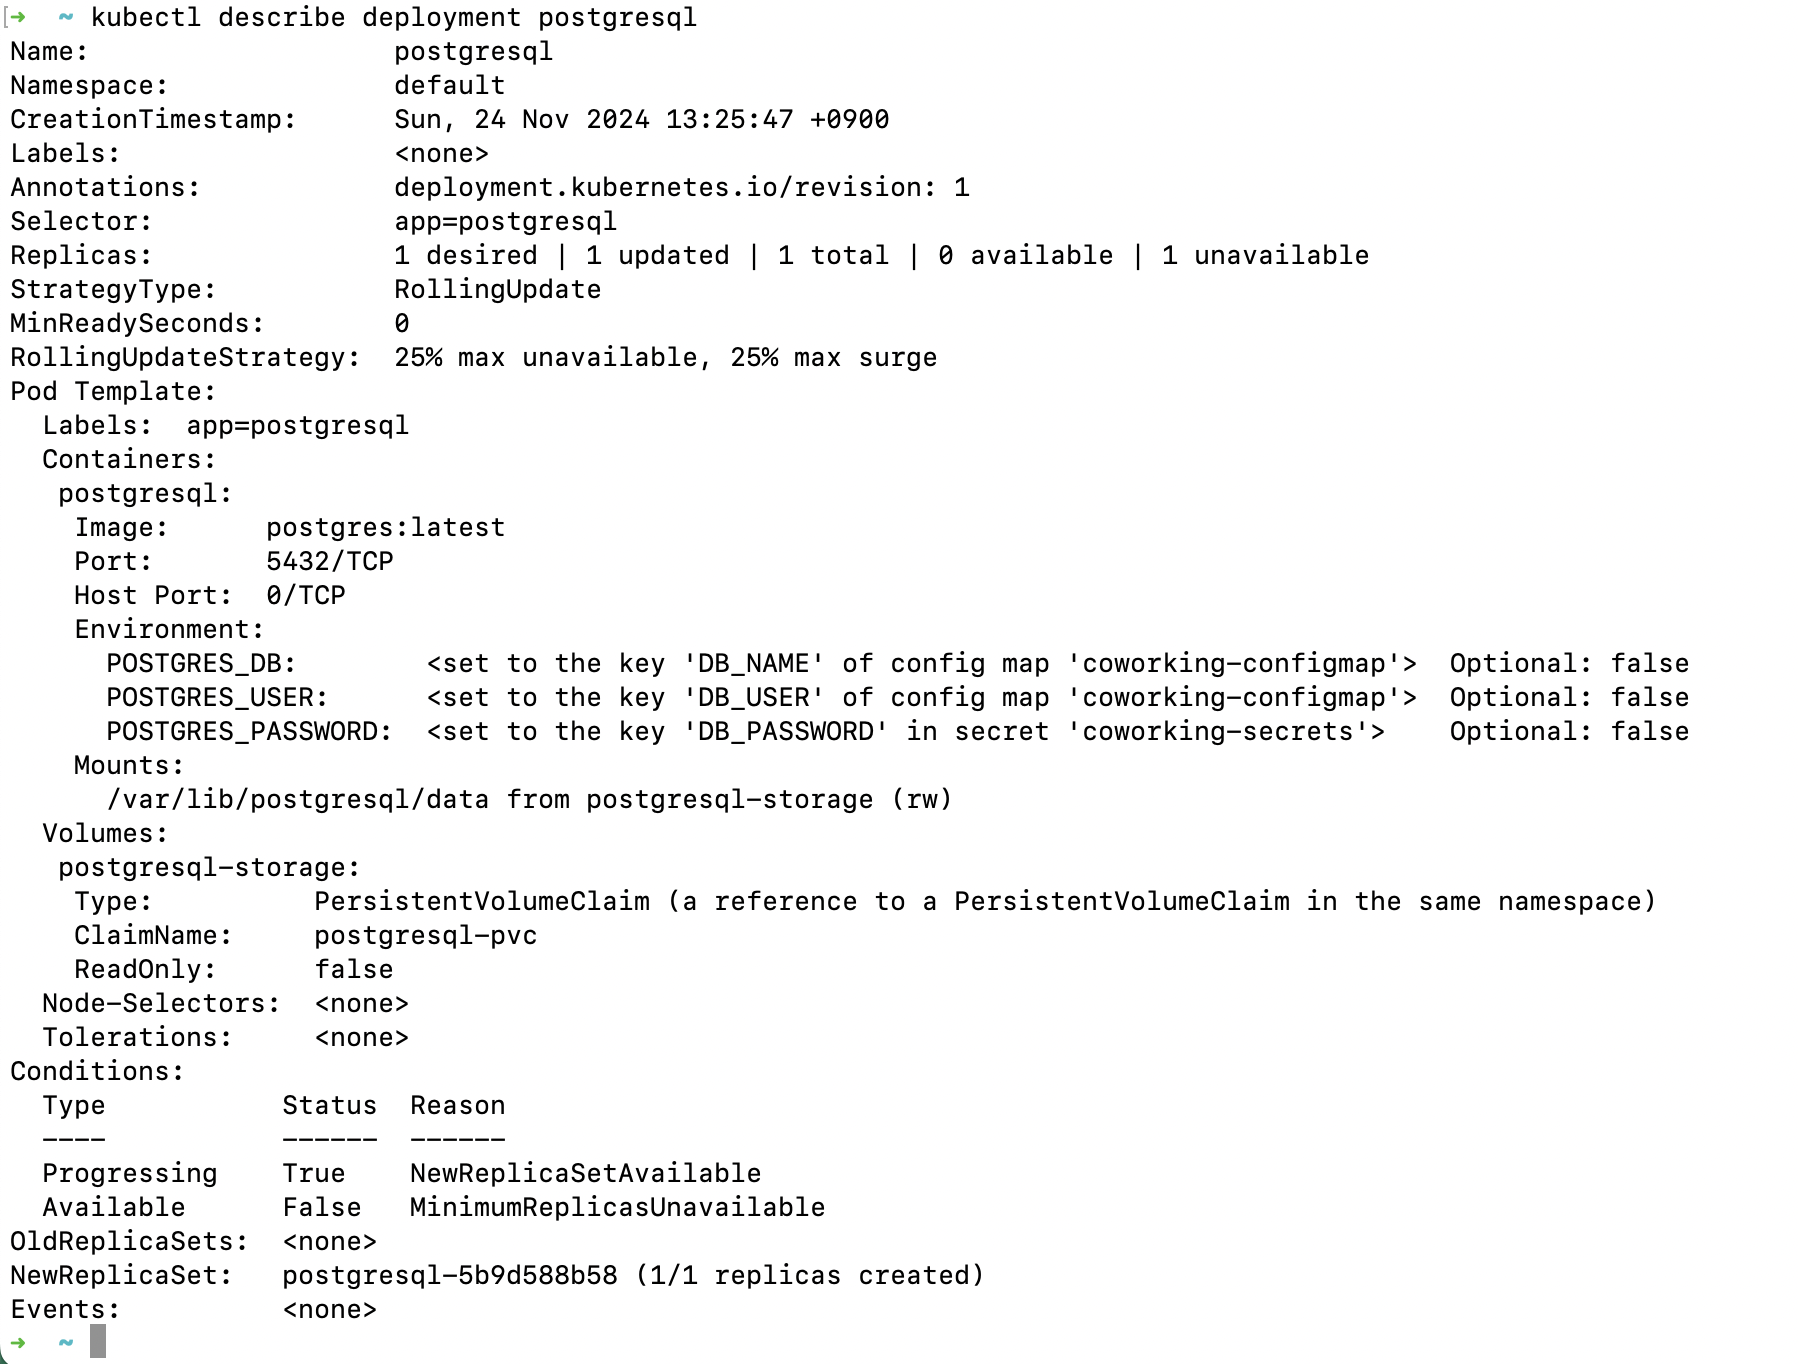 [➜  ~ kubectl describe deployment postgresql
Name:                   postgresql
Namespace:              default
CreationTimestamp:      Sun, 24 Nov 2024 13:25:47 +0900
Labels:                 <none>
Annotations:            deployment.kubernetes.io/revision: 1
Selector:               app=postgresql
Replicas:               1 desired | 1 updated | 1 total | 0 available | 1 unavailable
StrategyType:           RollingUpdate
MinReadySeconds:        0
RollingUpdateStrategy:  25% max unavailable, 25% max surge
Pod Template:
  Labels:  app=postgresql
  Containers:
   postgresql:
    Image:      postgres:latest
    Port:       5432/TCP
    Host Port:  0/TCP
    Environment:
      POSTGRES_DB:        <set to the key 'DB_NAME' of config map 'coworking-configmap'>  Optional: false
      POSTGRES_USER:      <set to the key 'DB_USER' of config map 'coworking-configmap'>  Optional: false
      POSTGRES_PASSWORD:  <set to the key 'DB_PASSWORD' in secret 'coworking-secrets'>    Optional: false
    Mounts:
      /var/lib/postgresql/data from postgresql-storage (rw)
  Volumes:
   postgresql-storage:
    Type:          PersistentVolumeClaim (a reference to a PersistentVolumeClaim in the same namespace)
    ClaimName:     postgresql-pvc
    ReadOnly:      false
  Node-Selectors:  <none>
  Tolerations:     <none>
Conditions:
  Type           Status  Reason
  ----           ------  ------
  Progressing    True    NewReplicaSetAvailable
  Available      False   MinimumReplicasUnavailable
OldReplicaSets:  <none>
NewReplicaSet:   postgresql-5b9d588b58 (1/1 replicas created)
Events:          <none>
➜  ~